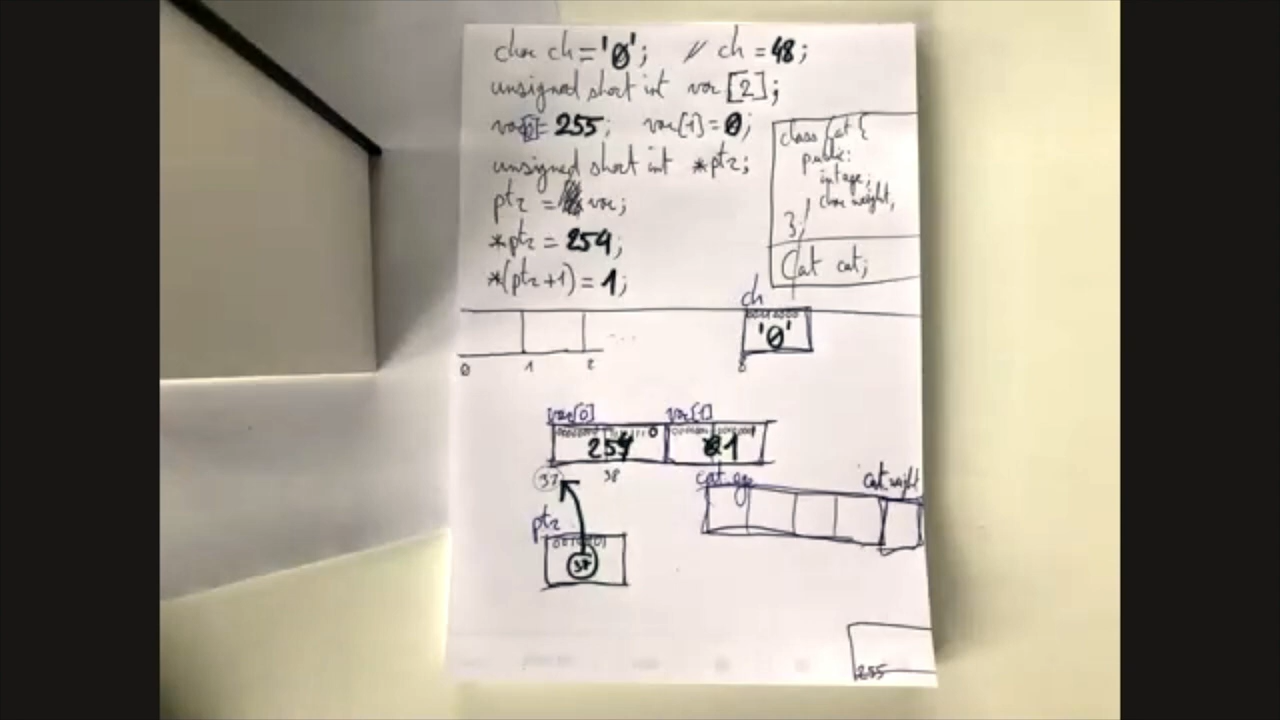 char ch = '0'; // ch = 48;
unsigned short int var[2];
var[0] = 255; var[1] = 0;
unsigned short int *ptr;
ptr = var;
*ptr = 254;
*(ptr+1) = 1;
class Cat {
public:
int age;
char weight;
};
Cat cat;
ch
00110000
'0'
0 1 2 ... 8
var[0] var[1]
254 1
37 38
cat.age cat.weight
ptr
37
255